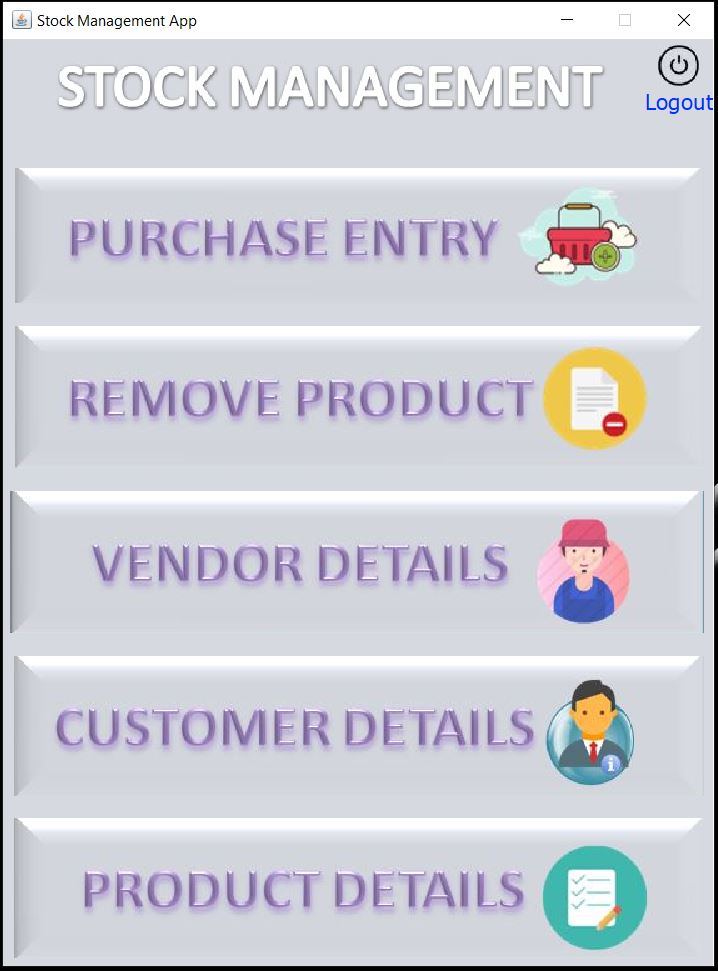 Stock Management App
STOCK MANAGEMENT
Logout
PURCHASE ENTRY
REMOVE PRODUCT
VENDOR DETAILS
CUSTOMER DETAILS
PRODUCT DETAILS